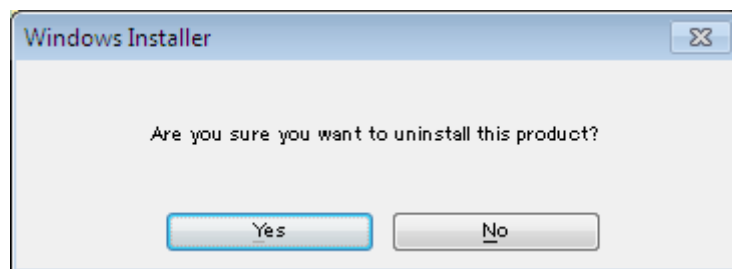 Windows Installer
Are you sure you want to uninstall this product?
Yes
No